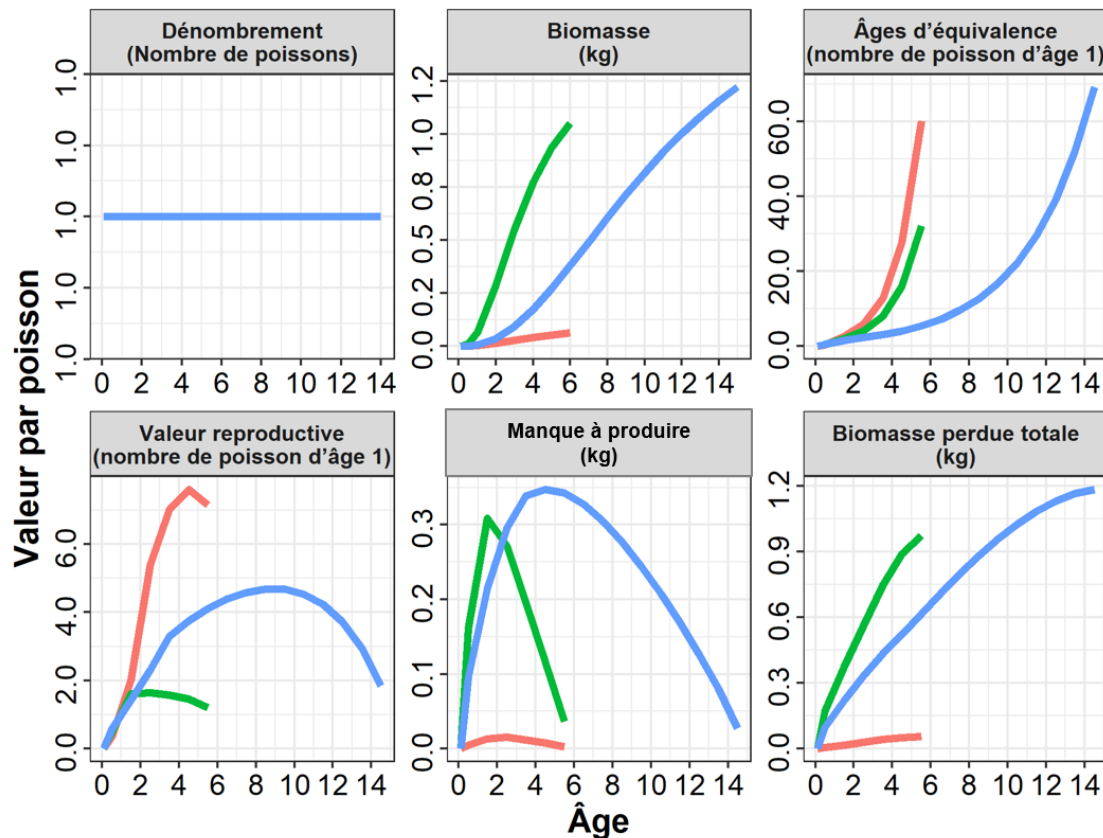 Dénombrement
(Nombre de poissons)
Biomasse
(kg)
Âges d’équivalence
(nombre de poisson d’âge 1)
1.0
1.0
1.0
1.0
1.0
0 2 4 6 8 10 12 14
1.2
1.0
0.8
0.5
0.2
0.0
0 2 4 6 8 10 12 14
60.0
40.0
20.0
0.0
0 2 4 6 8 10 12 14
Valeur par poisson
Valeur reproductive
(nombre de poisson d’âge 1)
Manque à produire
(kg)
Biomasse perdue totale
(kg)
6.0
4.0
2.0
0.0
0 2 4 6 8 10 12 14
0.3
0.2
0.1
0.0
0 2 4 6 8 10 12 14
1.2
0.9
0.6
0.3
0.0
0 2 4 6 8 10 12 14
Âge